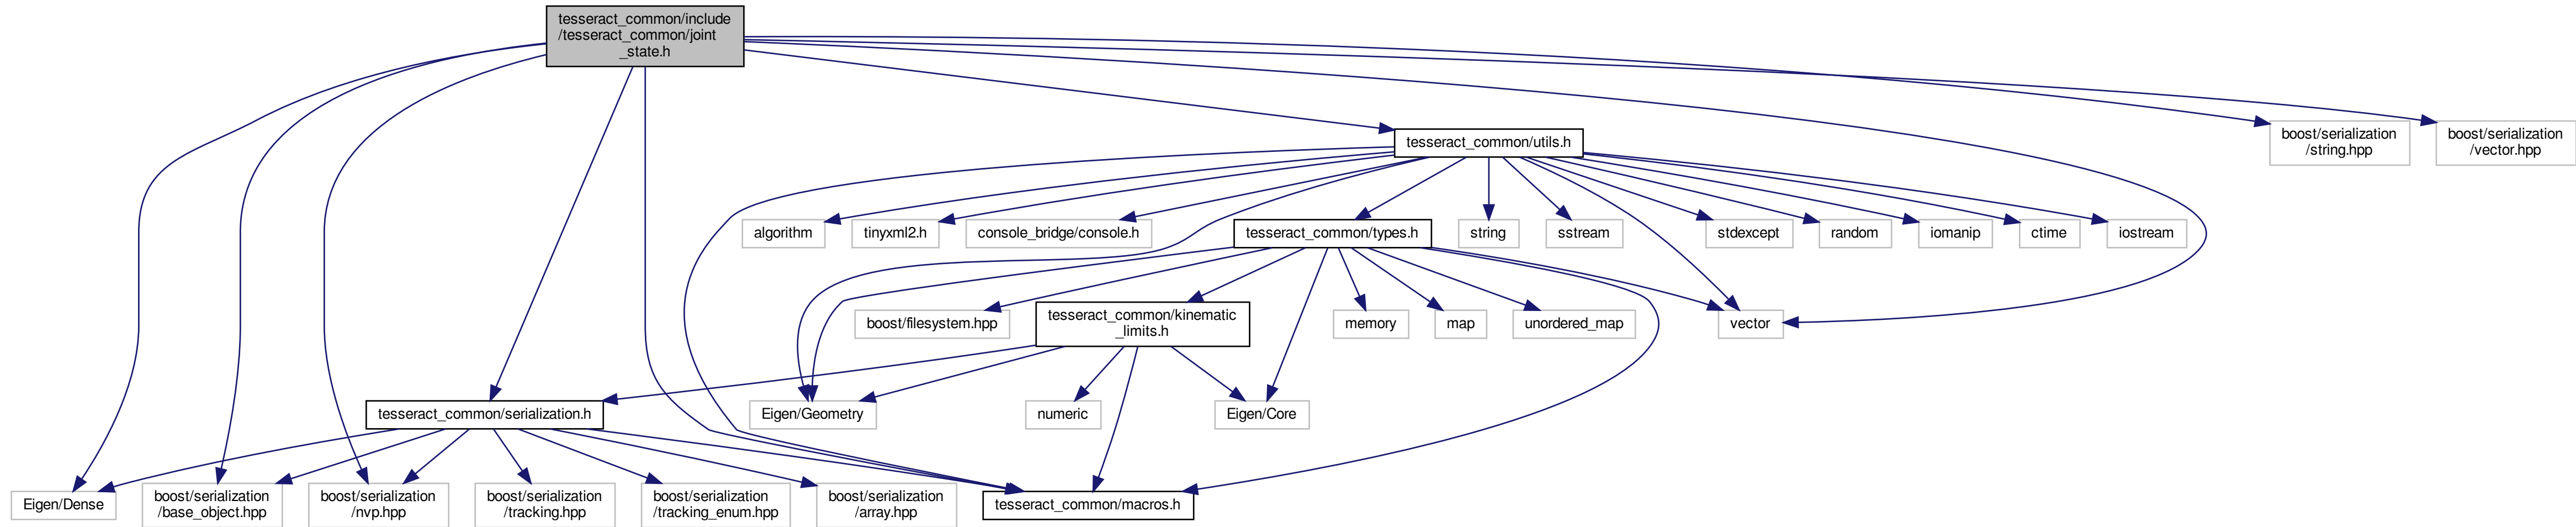 tesseract_common/include
/tesseract_common/joint
_state.h
tesseract_common/utils.h
boost/serialization
/string.hpp
boost/serialization
/vector.hpp
algorithm
tinyxml2.h
console_bridge/console.h
tesseract_common/types.h
string
sstream
stdexcept
random
iomanip
ctime
iostream
boost/filesystem.hpp
tesseract_common/kinematic
_limits.h
memory
map
unordered_map
vector
tesseract_common/serialization.h
Eigen/Geometry
numeric
Eigen/Core
Eigen/Dense
boost/serialization
/base_object.hpp
boost/serialization
/nvp.hpp
boost/serialization
/tracking.hpp
boost/serialization
/tracking_enum.hpp
boost/serialization
/array.hpp
tesseract_common/macros.h